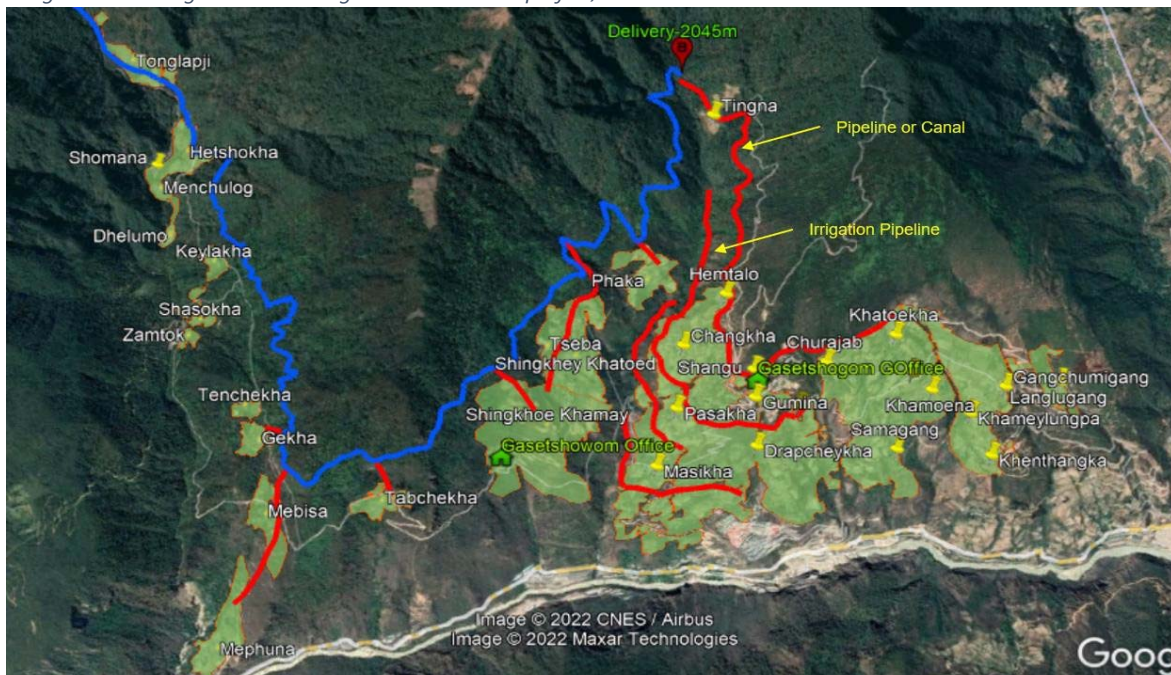 Delivery-2045m
Tonglapji
Tingna
Pipeline or Canal
Shomana
Hetshokha
Menchulog
Dhelumo
Irrigation Pipeline
Keylakha
Phaka
Hemtalo
Shasokha
Zamtok
Tseba
Changkha
Khatoekha
Churajab
Shingkhey Khatoed
Shangu
Gasetshogom GOffice
Gangchumigang
Tenchekha
Langlugang
Gumina
Khamoena
Shingkhoe Khamay
Pasakha
Khameylungpa
Gekha
Samagang
Gasetshowom Office
Drapcheykha
Khenthangka
Masikha
Tabchekha
Mebisa
Image © 2022 CNES / Airbus
Image © 2022 Maxar Technologies
Mephuna
Goog